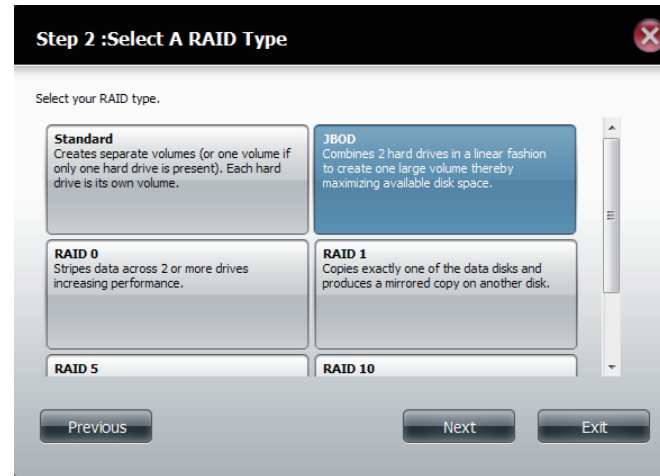 Step 2 :Select A RAID Type
Select your RAID type.
Standard
Creates separate volumes (or one volume if
only one hard drive is present). Each hard
drive is its own volume.
JBOD
Combines 2 hard drives in a linear fashion
to create one large volume thereby
maximizing available disk space.
RAID 0
Stripes data across 2 or more drives
increasing performance.
RAID 1
Copies exactly one of the data disks and
produces a mirrored copy on another disk.
RAID 5
RAID 10
Previous
Next
Exit